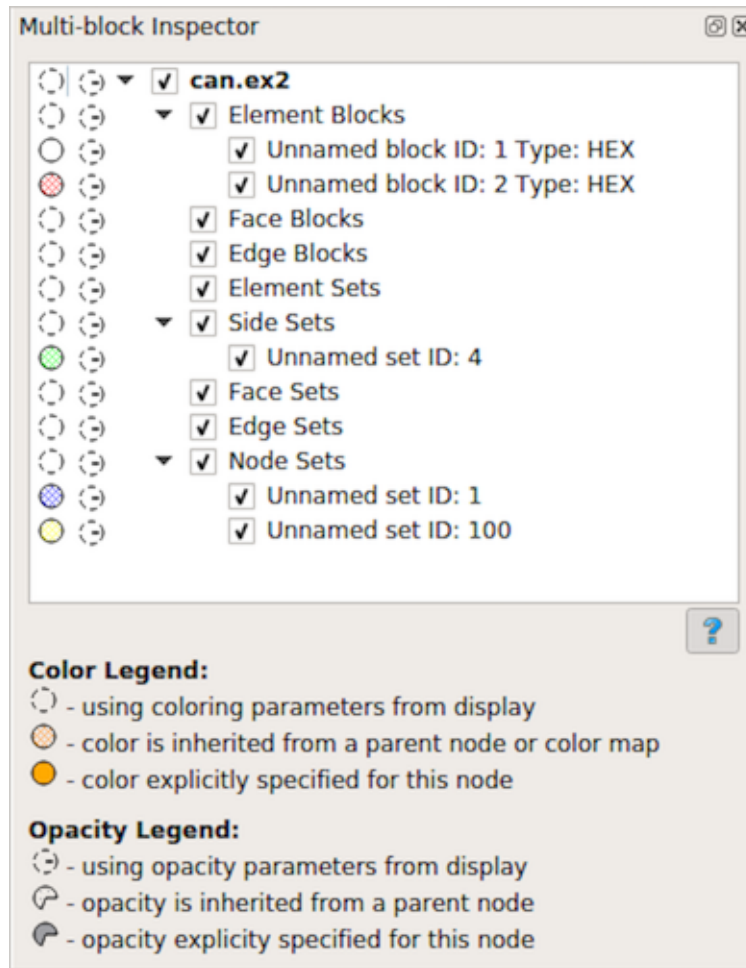 Multi-block Inspector
can.ex2
Element Blocks
Unnamed block ID: 1 Type: HEX
Unnamed block ID: 2 Type: HEX
Face Blocks
Edge Blocks
Element Sets
Side Sets
Unnamed set ID: 4
Face Sets
Edge Sets
Node Sets
Unnamed set ID: 1
Unnamed set ID: 100
?
Color Legend:
- using coloring parameters from display
- color is inherited from a parent node or color map
- color explicitly specified for this node
Opacity Legend:
- using opacity parameters from display
- opacity is inherited from a parent node
- opacity explicity specified for this node